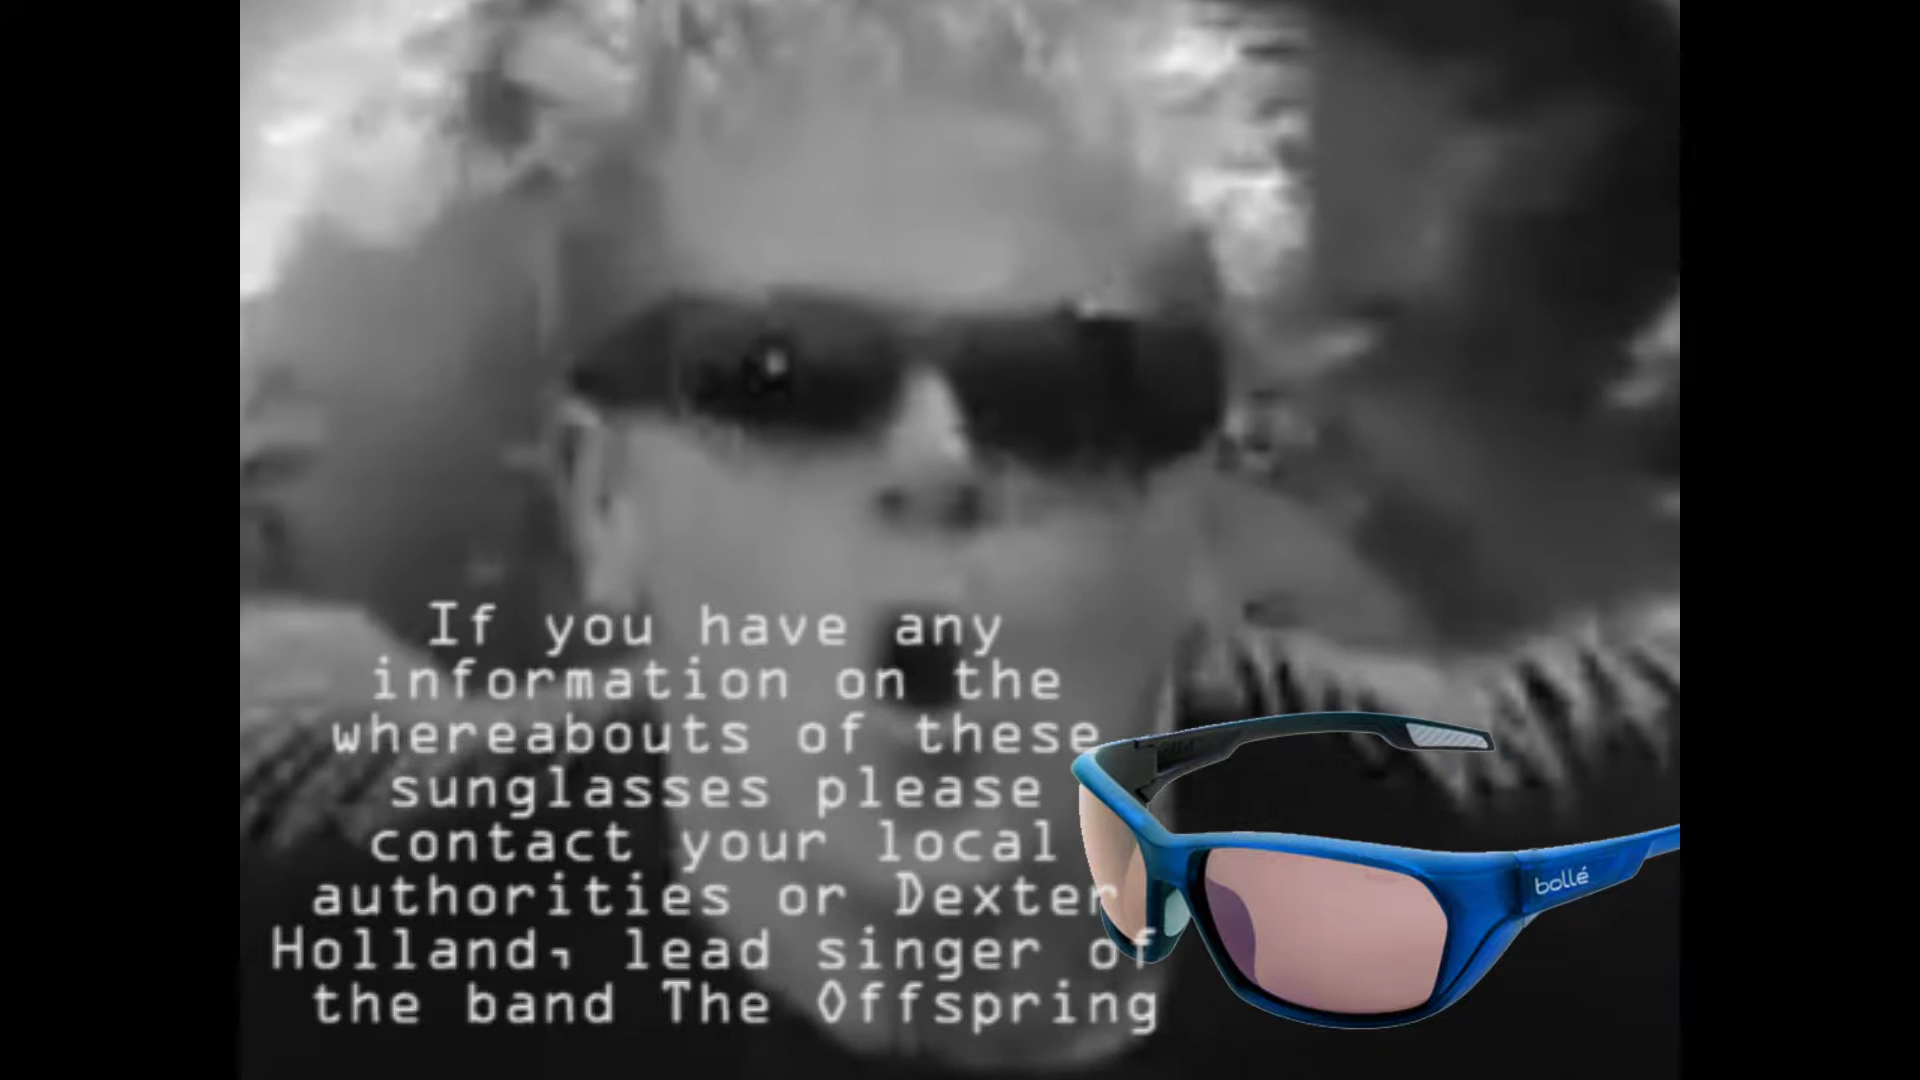 If you have any
information on the
whereabouts of these
sunglasses please
contact your local
authorities or Dexter
Holland, lead singer of
the band The Offspring
bollé